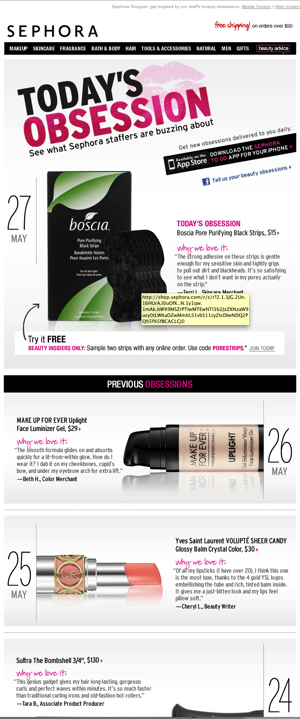 Sephora Shopper, get inspired by our staff's beauty obsessions. Mobile Version | Web Version
SEPHORA
free shipping! on orders over $50
MAKEUP SKINCARE FRAGRANCE BATH & BODY HAIR TOOLS & ACCESSORIES NATURAL MEN GIFTS beauty advice
TODAY'S
OBSESSION
See what Sephora staffers are buzzing about
Get new obsessions delivered to you daily.
Available on the App Store
DOWNLOAD THE SEPHORA
TO GO APP FOR YOUR IPHONE
Tell us your beauty obsessions
27
MAY
boscia
Pore Purifying
Black Strips
TODAY'S OBSESSION
Boscia Pore Purifying Black Strips, $15
why we love it:
"The strong adhesive on these strips is gentle
enough for my sensitive skin and tightly grips
to pull out dirt and blackheads. It's so satisfying
to see what I don't want in my pores actually
on the strip."
http://shop.sephora.com/r/c/r?2.1.3JG.2Un.
Try it FREE
BEAUTY INSIDERS ONLY: Sample two strips with any online order. Use code PORESTRIPS.* JOIN TODAY
PREVIOUS OBSESSIONS
MAKE UP FOR EVER Uplight
Face Luminizer Gel, $29
why we love it:
"The smooth formula glides on and absorbs
quickly for a lit-from-within glow. How do I
wear it? I dab it on my cheekbones, cupid's
bow, and under my eyebrow arch for extra lift."
—Beth H., Color Merchant
MAKE UP
FOR EVER
UPLIGHT
26
MAY
25
MAY
Yves Saint Laurent VOLUPTÉ SHEER CANDY
Glossy Balm Crystal Color, $30
why we love it:
"Of all my lipsticks (I have over 20), I think this one
is the most luxe, thanks to the 4 gold YSL logos
embellishing the tube and rich, tinted balm inside.
It gives me a just-bitten look and my lips feel
pillow soft."
—Cheryl L., Beauty Writer
Sultra The Bombshell 3/4", $130
why we love it:
"This genius gadget gives my hair long-lasting, gorgeous
curls and perfect waves within minutes. It's so much faster
than traditional curling irons and old-fashion hot rollers."
—Tara B., Associate Product Producer
24